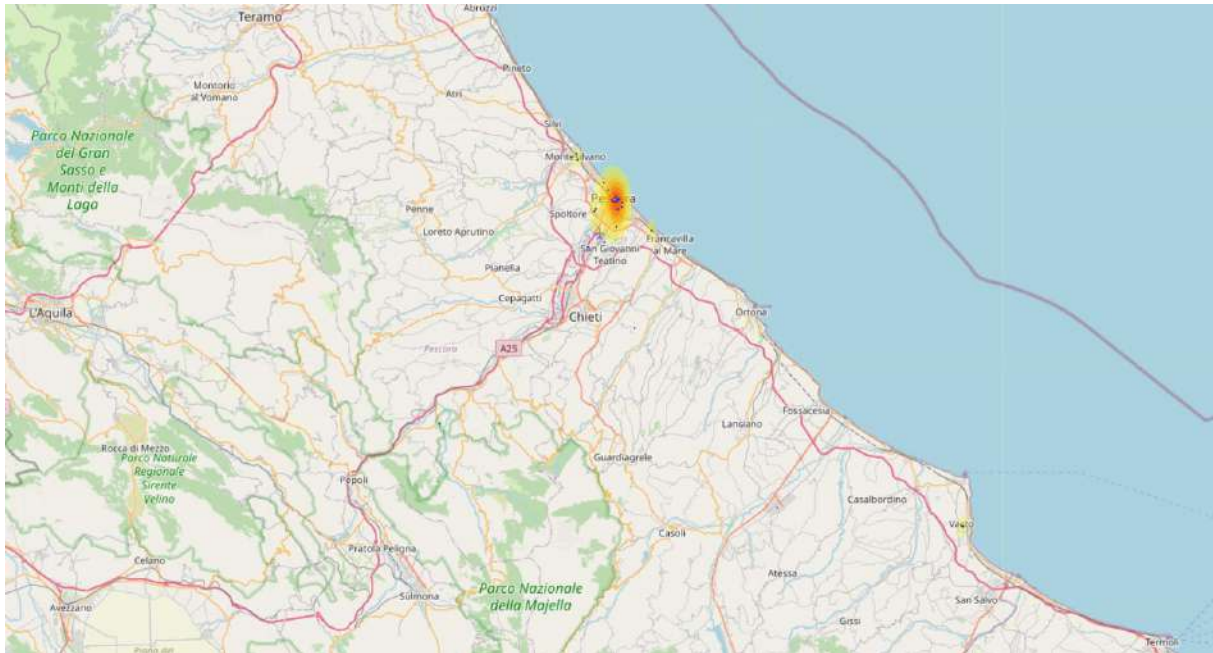 Abruzzi
Teramo
Pineto
Montorio
al Vomano
Atri
Silvi
Parco Nazionale
del Gran
Sasso e
Monti della
Laga
Montesilvano
Penne
Spoltore
Loreto Aprutino
San Giovanni
Teatino
Francavilla
al Mare
Pianella
Cepagatti
L'Aquila
Chieti
Ortona
A25
Pescara
Fossacesia
Lanciano
Rocca di Mezzo
Parco Naturale
Regionale
Sirente
Velino
Guardiagrele
Popoli
Casalbordino
Vasto
Casoli
Pratola Peligna
Celano
Atessa
Parco Nazionale
della Majella
Sulmona
Avezzano
San Salvo
Gissi
Termoli
Piana del